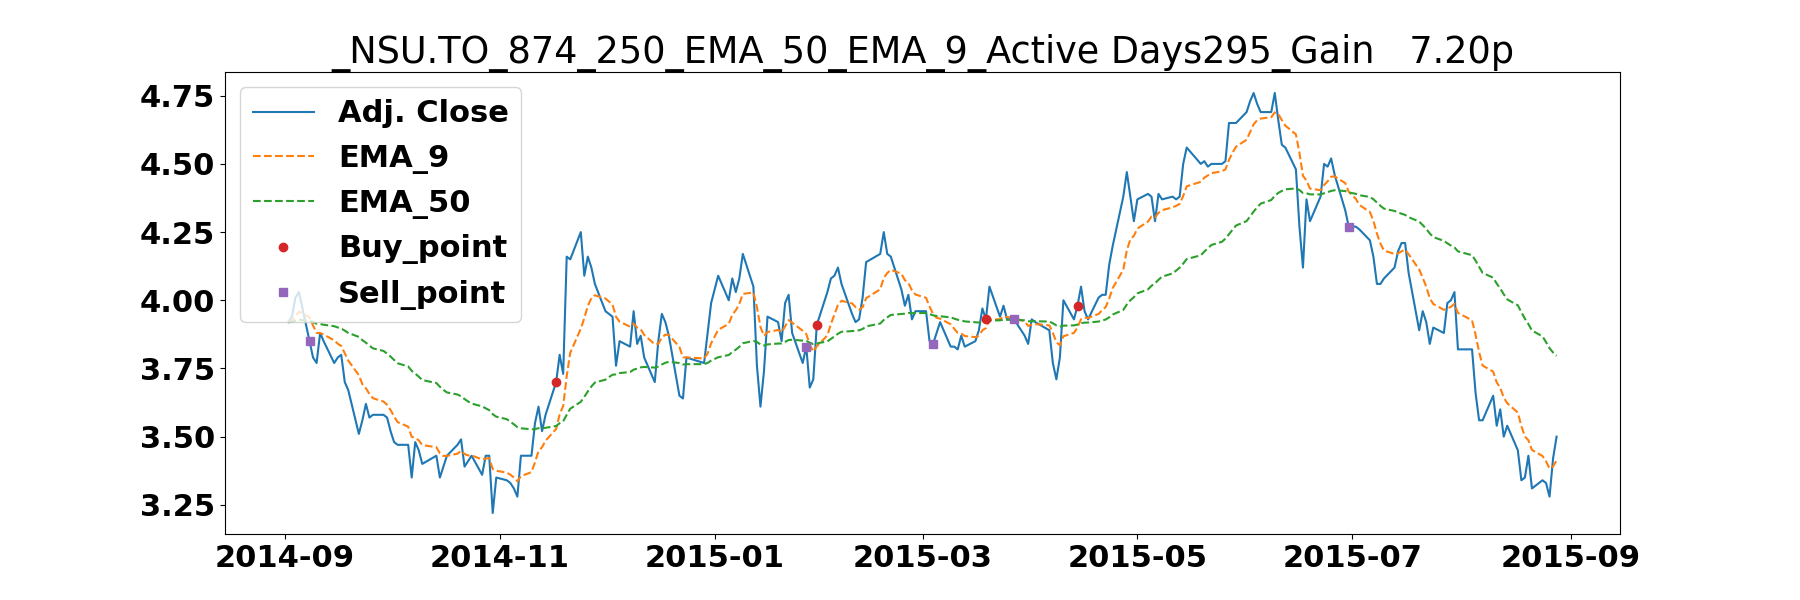 _NSU.TO_874_250_EMA_50_EMA_9_Active Days295_Gain   7.20p
4.75
4.50
4.25
4.00
3.75
3.50
3.25
Adj. Close
EMA_9
EMA_50
Buy_point
Sell_point
2014-09 2014-11 2015-01 2015-03 2015-05 2015-07 2015-09